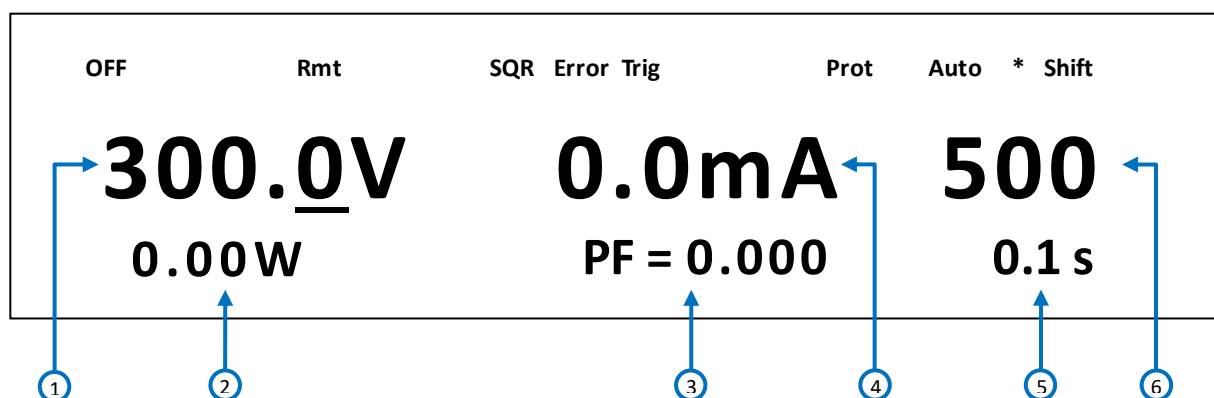 OFF Rmt SQR Error Trig Prot Auto * Shift
300.0V 0.0mA 500
0.00W PF = 0.000 0.1 s
1 2 3 4 5 6